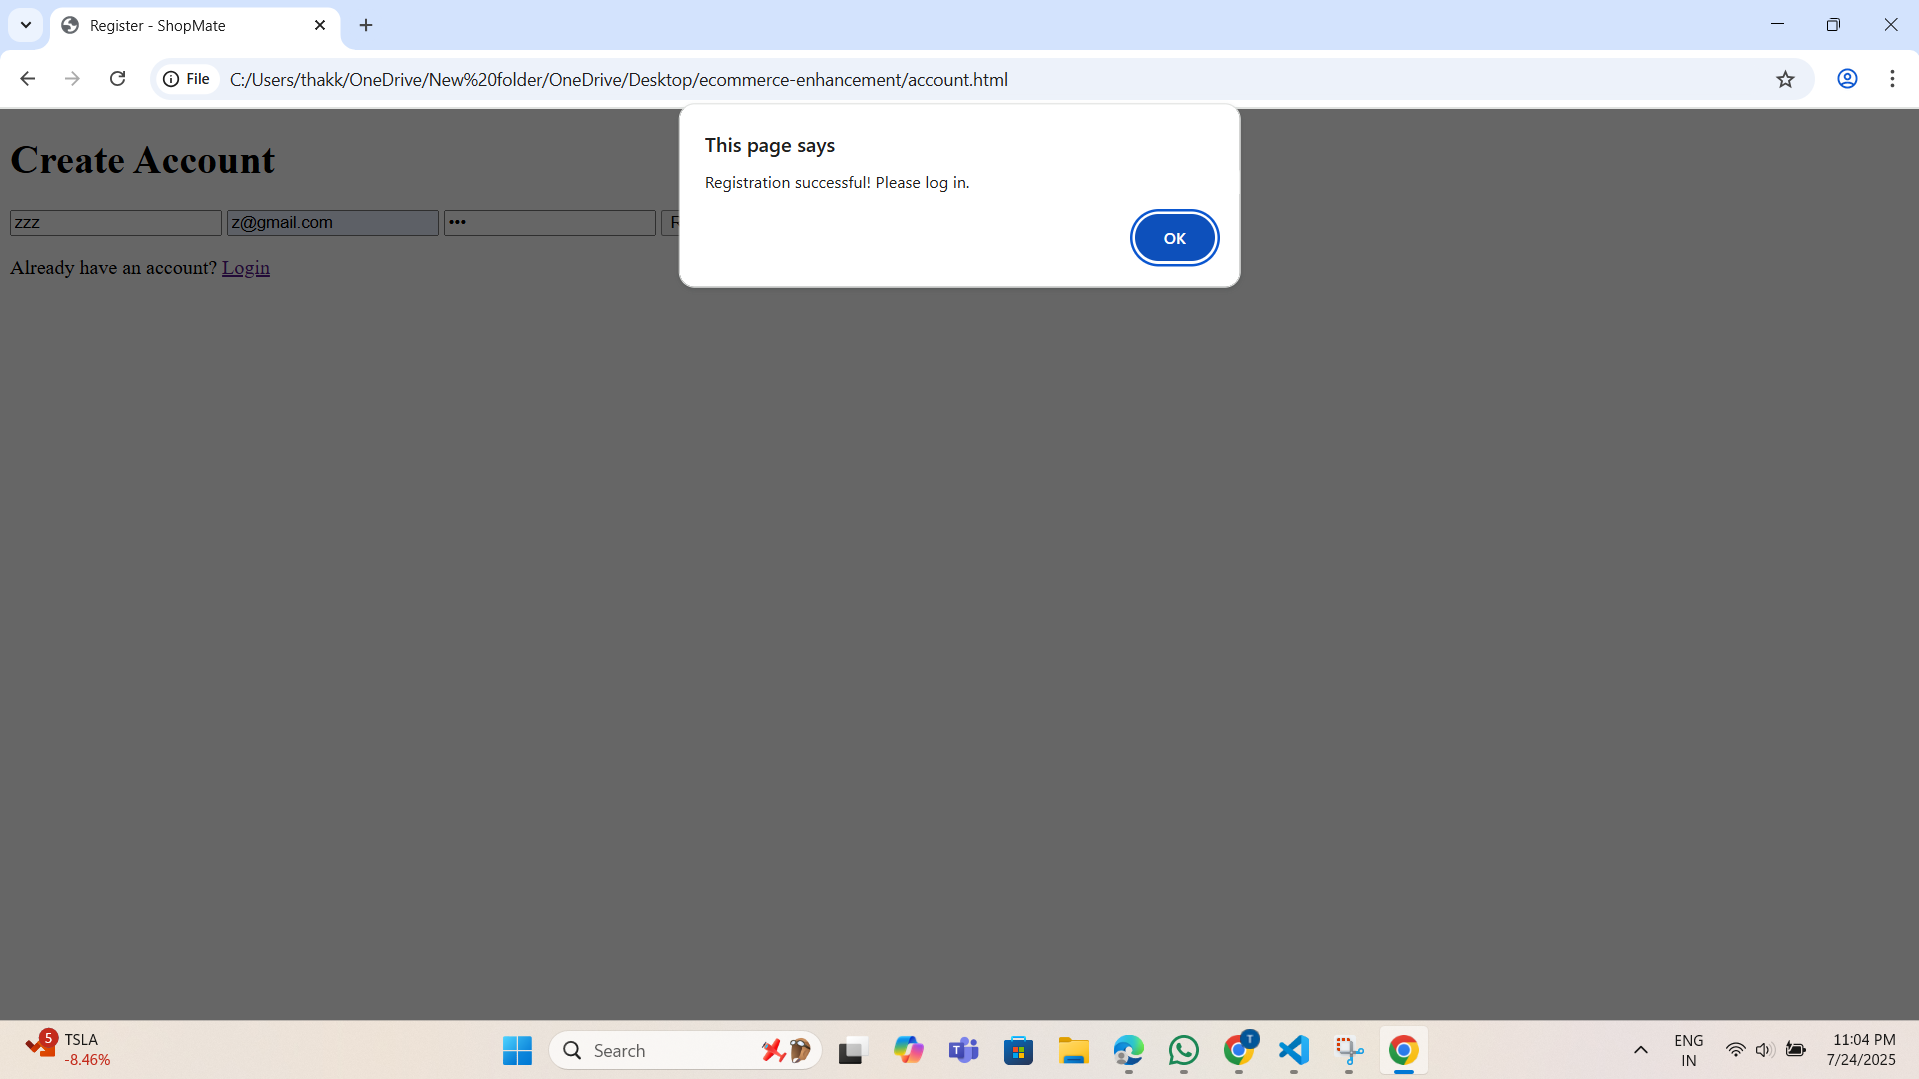 Register - ShopMate
File
C:/Users/thakk/OneDrive/New%20folder/OneDrive/Desktop/ecommerce-enhancement/account.html
This page says
Registration successful! Please log in.
OK
Create Account
zzz
z@gmail.com
•••
R
Already have an account? Login
5
TSLA
-8.46%
Search
T
T
ENG
IN
11:04 PM
7/24/2025